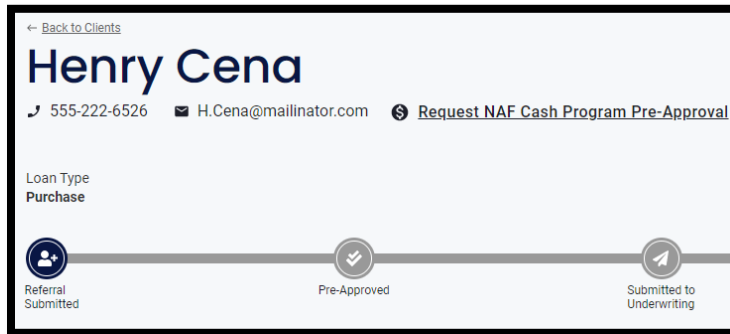 ← Back to Clients
Henry Cena
555-222-6526 H.Cena@mailinator.com Request NAF Cash Program Pre-Approval
Loan Type
Purchase
Referral
Submitted
Pre-Approved
Submitted to
Underwriting